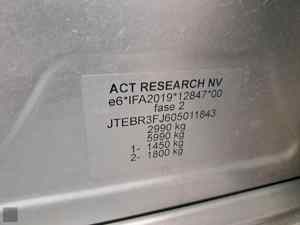 ACT RESEARCH NV
e6*IFA2019*12847*00
fase 2
JTEBR3FJ605011843
2990 kg
5990 kg
1- 1450 kg
2- 1800 kg